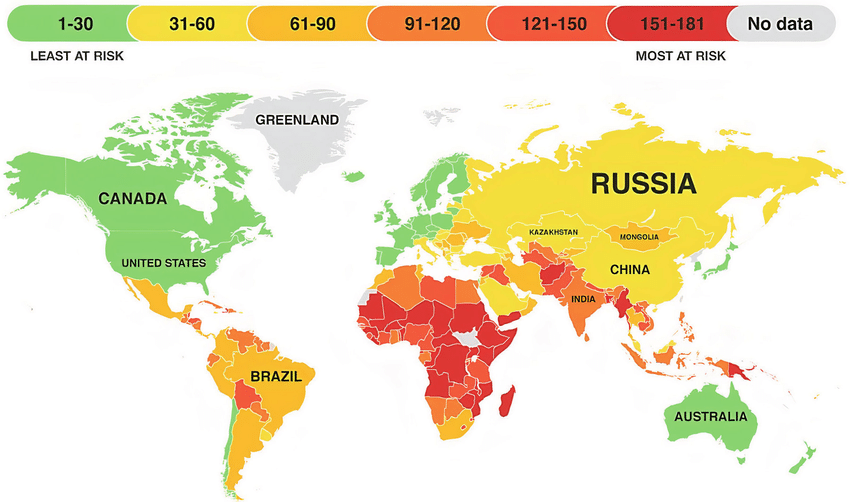 1-30
31-60
61-90
91-120
121-150
151-181
No data
LEAST AT RISK
MOST AT RISK
GREENLAND
CANADA
RUSSIA
KAZAKHSTAN
MONGOLIA
UNITED STATES
CHINA
INDIA
BRAZIL
AUSTRALIA